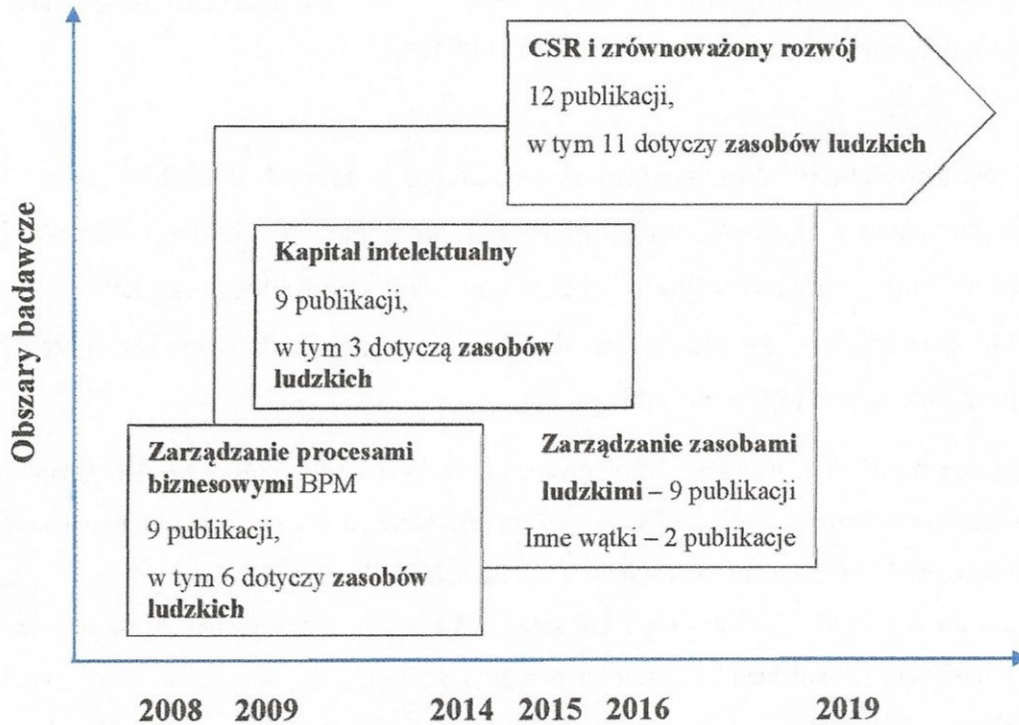 Obszary badawcze
CSR i zrównoważony rozwój
12 publikacji,
w tym 11 dotyczy zasobów ludzkich
Kapitał intelektualny
9 publikacji,
w tym 3 dotyczą zasobów
ludzkich
Zarządzanie procesami
biznesowymi BPM
9 publikacji,
w tym 6 dotyczy zasobów
ludzkich
Zarządzanie zasobami
ludzkimi – 9 publikacji
Inne wątki – 2 publikacje
2008 2009 2014 2015 2016 2019